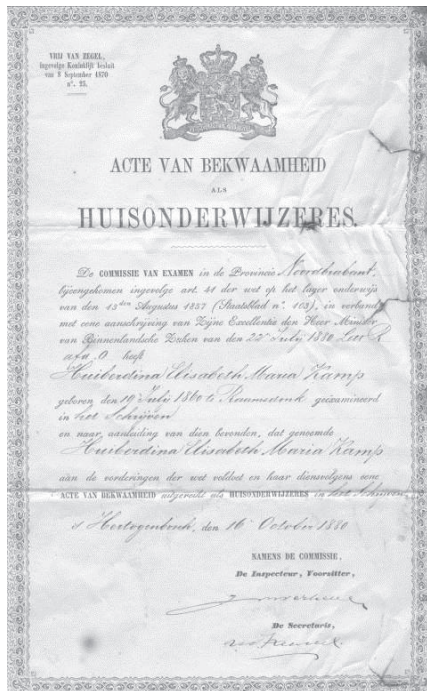 VRIJ VAN ZEGEL,
ingevolge Koninklijk besluit
van 8 September 1870
n°. 25.
ACTE VAN BEKWAAMHEID
ALS
HUISONDERWIJZERES.
De COMMISSIE VAN EXAMEN in de Provincie Noordbrabant,
bijeengekomen ingevolge art. 41 der wet op het lager onderwijs
van den 13den Augustus 1857 (Staatsblad n°. 103), in verband
met eene aanschrijving van Zijne Excellentie den Heer Minister
van Binnenlandsche Zaken van den 22 July 1880
afd O heeft
Huiberdina Elisabeth Maria Kamp
geboren den 19 July 1860 te Raamsdonk geëxamineerd
in het Schrijven
en naar aanleiding van dien bevonden, dat genoemde
Huiberdina Elisabeth Maria Kamp
aan de vorderingen der wet voldoet en haar dienvolgens eene
ACTE VAN BEKWAAMHEID uitgereikt als HUISONDERWIJZERES in het Schrijven
's Hertogenbosch, den 16 October 1880
NAMENS DE COMMISSIE,
De Inspecteur, Voorzitter,
De Secretaris,